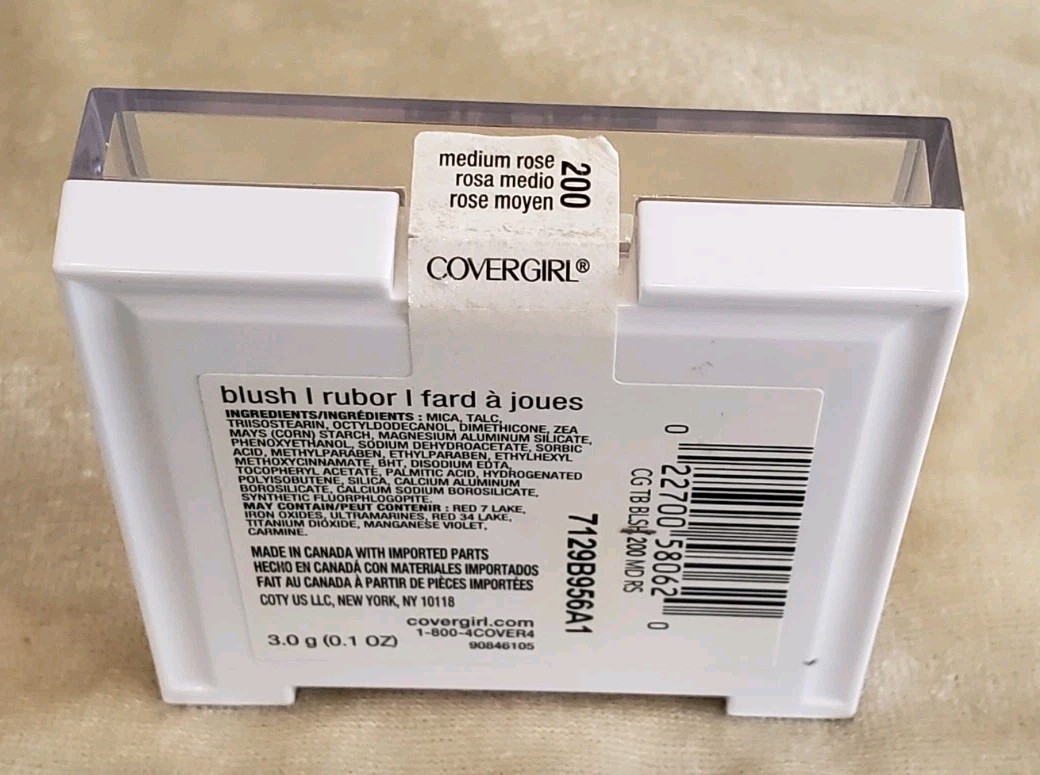 medium rose
rosa medio
rose moyen
200
COVERGIRL®
blush | rubor | fard à joues
INGREDIENTS/INGRÉDIENTS : MICA, TALC,
TRIISOSTEARIN, OCTYLDODECANOL, DIMETHICONE, ZEA
MAYS (CORN) STARCH, MAGNESIUM ALUMINUM SILICATE,
PHENOXYETHANOL, SODIUM DEHYDROACETATE, SORBIC
ACID, METHYLPARABEN, ETHYLPARABEN, ETHYLHEXYL
METHOXYCINNAMATE, BHT, DISODIUM EDTA,
TOCOPHERYL ACETATE, PALMITIC ACID, HYDROGENATED
POLYISOBUTENE, SILICA, CALCIUM ALUMINUM
BOROSILICATE, CALCIUM SODIUM BOROSILICATE,
SYNTHETIC FLUORPHLOGOPITE.
MAY CONTAIN/PEUT CONTENIR : RED 7 LAKE,
IRON OXIDES, ULTRAMARINES, RED 34 LAKE,
TITANIUM DIOXIDE, MANGANESE VIOLET,
CARMINE.
MADE IN CANADA WITH IMPORTED PARTS
HECHO EN CANADÁ CON MATERIALES IMPORTADOS
FAIT AU CANADA À PARTIR DE PIÈCES IMPORTÉES
COTY US LLC, NEW YORK, NY 10118
covergirl.com
1-800-4COVER4
3.0 g (0.1 OZ)
90846105
7129B956A1
CG TB BLSH 200 MD RS
0 22700 58062 0